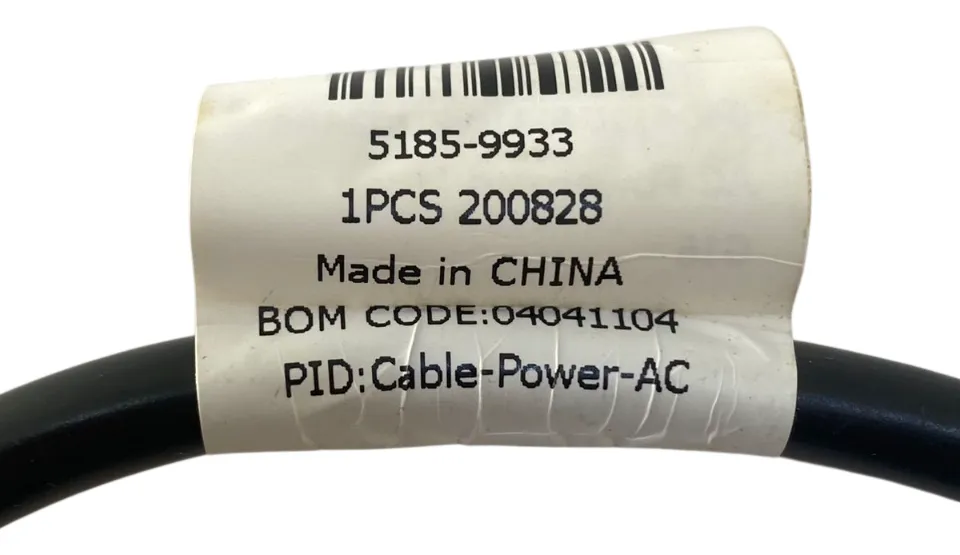 5185-9933
1PCS 200828
Made in CHINA
BOM CODE:04041104
PID:Cable-Power-AC